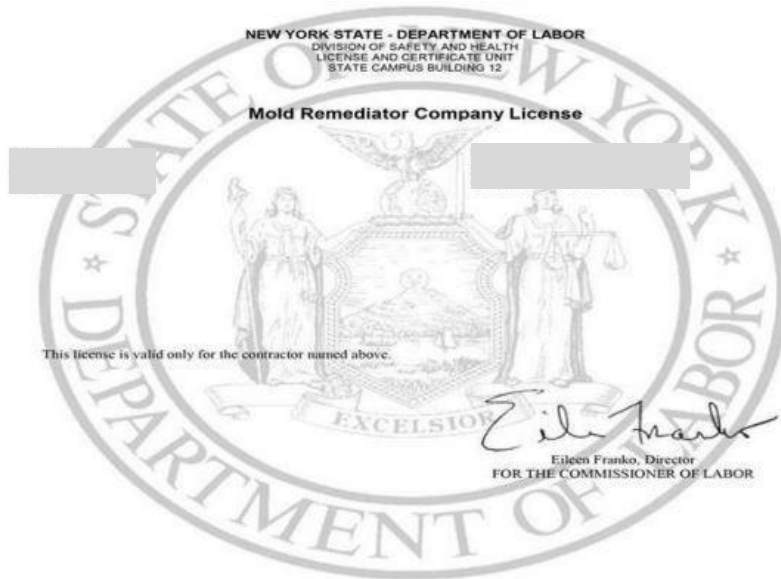 NEW YORK STATE - DEPARTMENT OF LABOR
DIVISION OF SAFETY AND HEALTH
LICENSE AND CERTIFICATE UNIT
STATE CAMPUS BUILDING 12
Mold Remediator Company License
STATE OF NEW YORK
This license is valid only for the contractor named above.
EXCELSIOR
Eile Franko
Eileen Franko, Director
FOR THE COMMISSIONER OF LABOR
DEPARTMENT OF LABOR